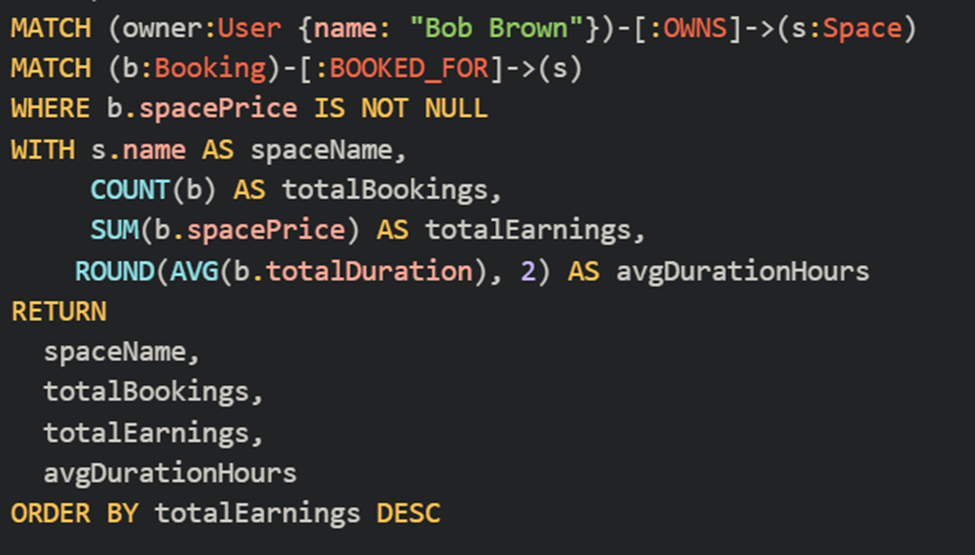 MATCH (owner:User {name: "Bob Brown"})-[:OWNS]->(s:Space)
MATCH (b:Booking)-[:BOOKED_FOR]->(s)
WHERE b.spacePrice IS NOT NULL
WITH s.name AS spaceName,
     COUNT(b) AS totalBookings,
     SUM(b.spacePrice) AS totalEarnings,
    ROUND(AVG(b.totalDuration), 2) AS avgDurationHours
RETURN
  spaceName,
  totalBookings,
  totalEarnings,
  avgDurationHours
ORDER BY totalEarnings DESC